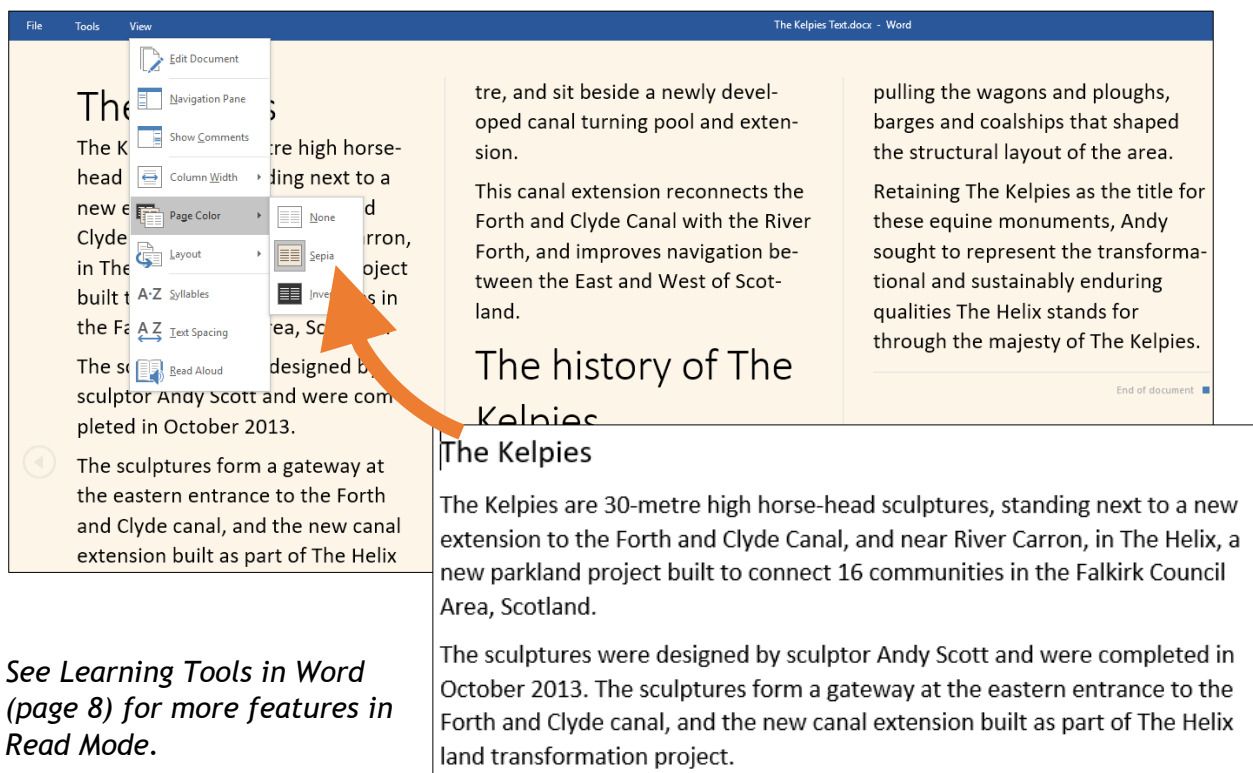 File Tools View
The Kelpies Text.docx - Word
Edit Document
Navigation Pane
Show Comments
Column Width
Page Color
Layout
Syllables
Text Spacing
Read Aloud
None
Sepia
The
The high horse-
head next to a
new
Clyde
in
built in
the
The designed
sculptor Andy Scott and were com
pleted in October 2013.
The sculptures form a gateway at
the eastern entrance to the Forth
and Clyde canal, and the new canal
extension built as part of The Helix
tre, and sit beside a newly devel-
oped canal turning pool and exten-
sion.
This canal extension reconnects the
Forth and Clyde Canal with the River
Forth, and improves navigation be-
tween the East and West of Scot-
land.
The history of The
Kelpies
pulling the wagons and ploughs,
barges and coalships that shaped
the structural layout of the area.
Retaining The Kelpies as the title for
these equine monuments, Andy
sought to represent the transforma-
tional and sustainably enduring
qualities The Helix stands for
through the majesty of The Kelpies.
End of document
The Kelpies
The Kelpies are 30-metre high horse-head sculptures, standing next to a new
extension to the Forth and Clyde Canal, and near River Carron, in The Helix, a
new parkland project built to connect 16 communities in the Falkirk Council
Area, Scotland.
The sculptures were designed by sculptor Andy Scott and were completed in
October 2013. The sculptures form a gateway at the eastern entrance to the
Forth and Clyde canal, and the new canal extension built as part of The Helix
land transformation project.
See Learning Tools in Word
(page 8) for more features in
Read Mode.